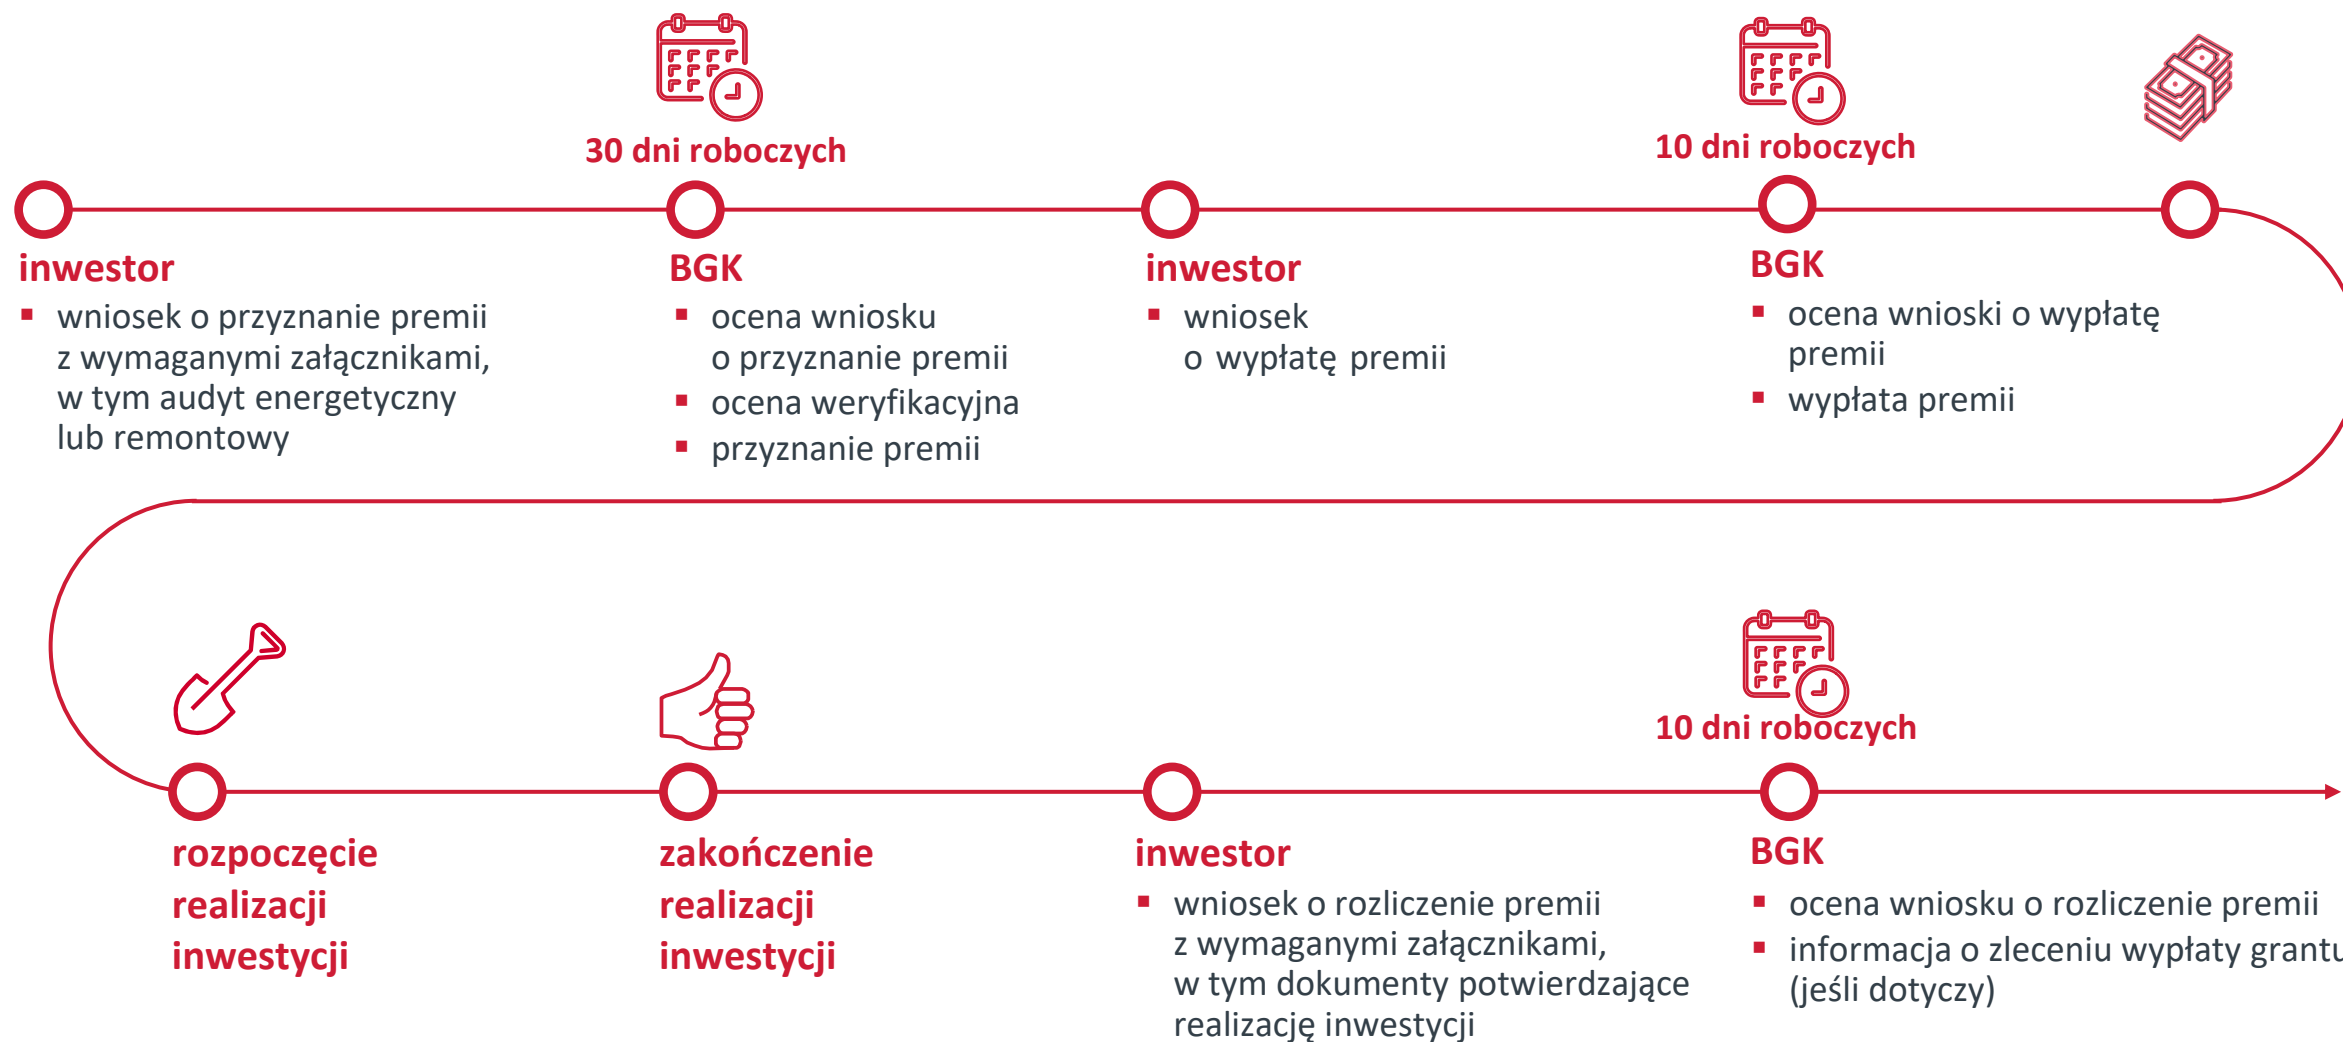 30 dni roboczych
10 dni roboczych
inwestor
▪ wniosek o przyznanie premii
z wymaganymi załącznikami,
w tym audyt energetyczny
lub remontowy
BGK
▪ ocena wniosku
o przyznanie premii
▪ ocena weryfikacyjna
▪ przyznanie premii
inwestor
▪ wniosek
o wypłatę premii
BGK
▪ ocena wnioski o wypłatę
premii
▪ wypłata premii
10 dni roboczych
rozpoczęcie
realizacji
inwestycji
zakończenie
realizacji
inwestycji
inwestor
▪ wniosek o rozliczenie premii
z wymaganymi załącznikami,
w tym dokumenty potwierdzające
realizację inwestycji
BGK
▪ ocena wniosku o rozliczenie premii
▪ informacja o zleceniu wypłaty grantu
(jeśli dotyczy)